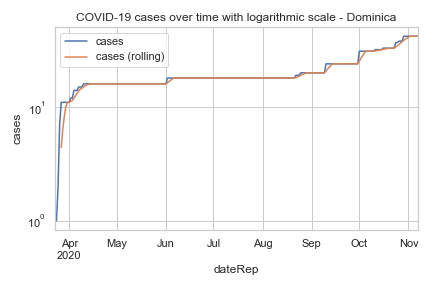 COVID-19 cases over time with logarithmic scale - Dominica
cases
cases (rolling)
10¹
10⁰
cases
Apr
2020
May
Jun
Jul
Aug
Sep
Oct
Nov
dateRep